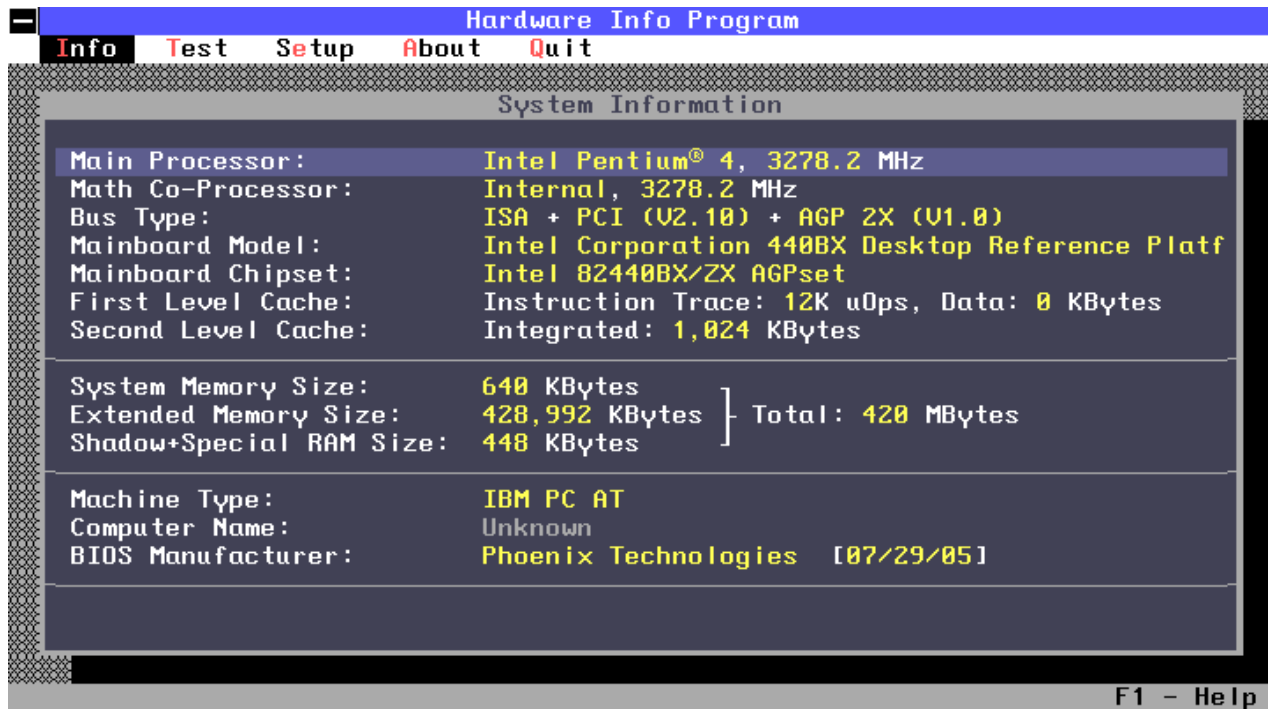 Hardware Info Program
Info Test Setup About Quit
System Information
Main Processor: Intel Pentium® 4, 3278.2 MHz
Math Co-Processor: Internal, 3278.2 MHz
Bus Type: ISA + PCI (V2.10) + AGP 2X (V1.0)
Mainboard Model: Intel Corporation 440BX Desktop Reference Platf
Mainboard Chipset: Intel 82440BX/ZX AGPset
First Level Cache: Instruction Trace: 12K uOps, Data: 0 KBytes
Second Level Cache: Integrated: 1,024 KBytes
System Memory Size: 640 KBytes
Extended Memory Size: 428,992 KBytes Total: 420 MBytes
Shadow+Special RAM Size: 448 KBytes
Machine Type: IBM PC AT
Computer Name: Unknown
BIOS Manufacturer: Phoenix Technologies [07/29/05]
F1 - Help